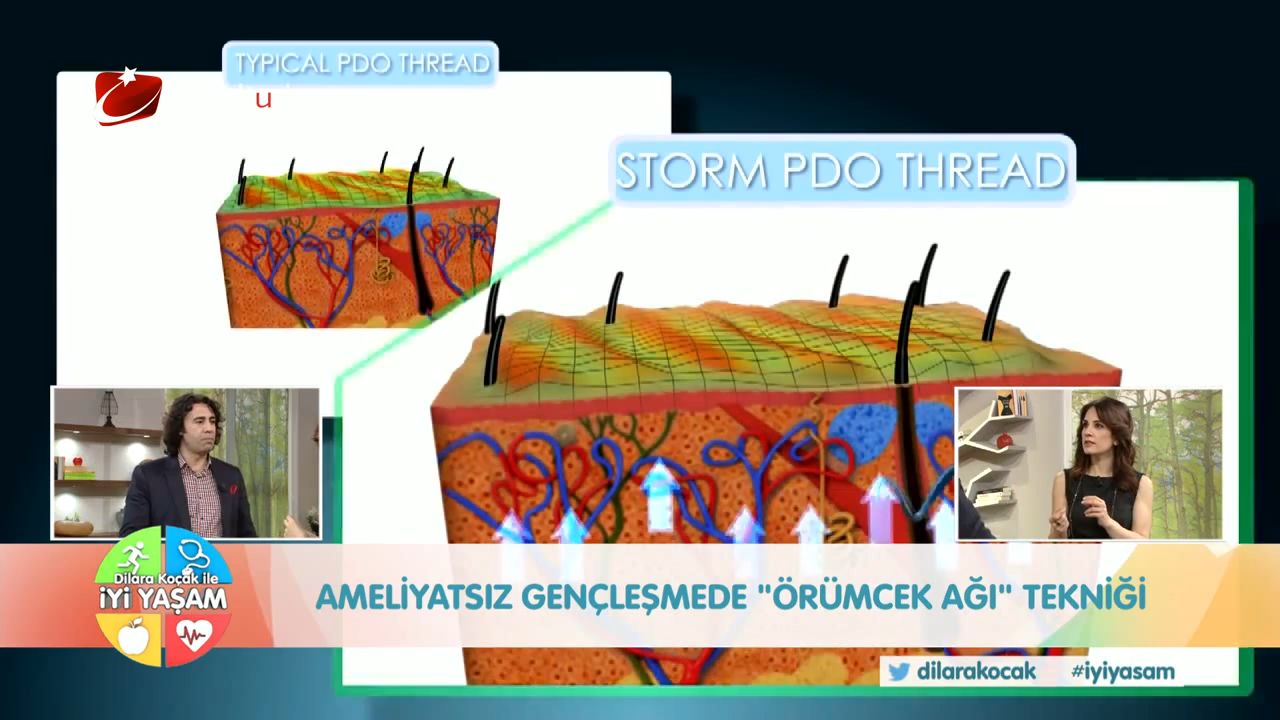 TYPICAL PDO THREAD
u
STORM PDO THREAD
Dilara Koçak ile
iYi YAŞAM
AMELİYATSIZ GENÇLEŞMEDE "ÖRÜMCEK AĞI" TEKNİĞİ
dilarakocak #iyiyasam